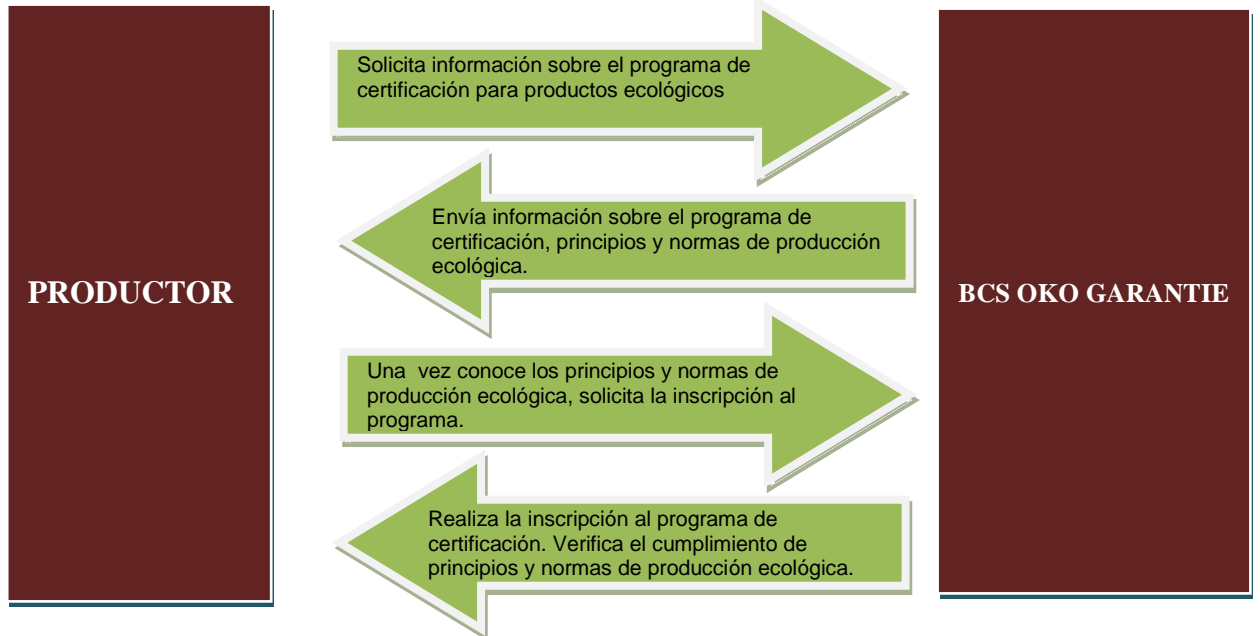 Solicita información sobre el programa de
certificación para productos ecológicos
Envía información sobre el programa de
certificación, principios y normas de producción
ecológica.
PRODUCTOR
BCS OKO GARANTIE
Una vez conoce los principios y normas de
producción ecológica, solicita la inscripción al
programa.
Realiza la inscripción al programa de
certificación. Verifica el cumplimiento de
principios y normas de producción ecológica.